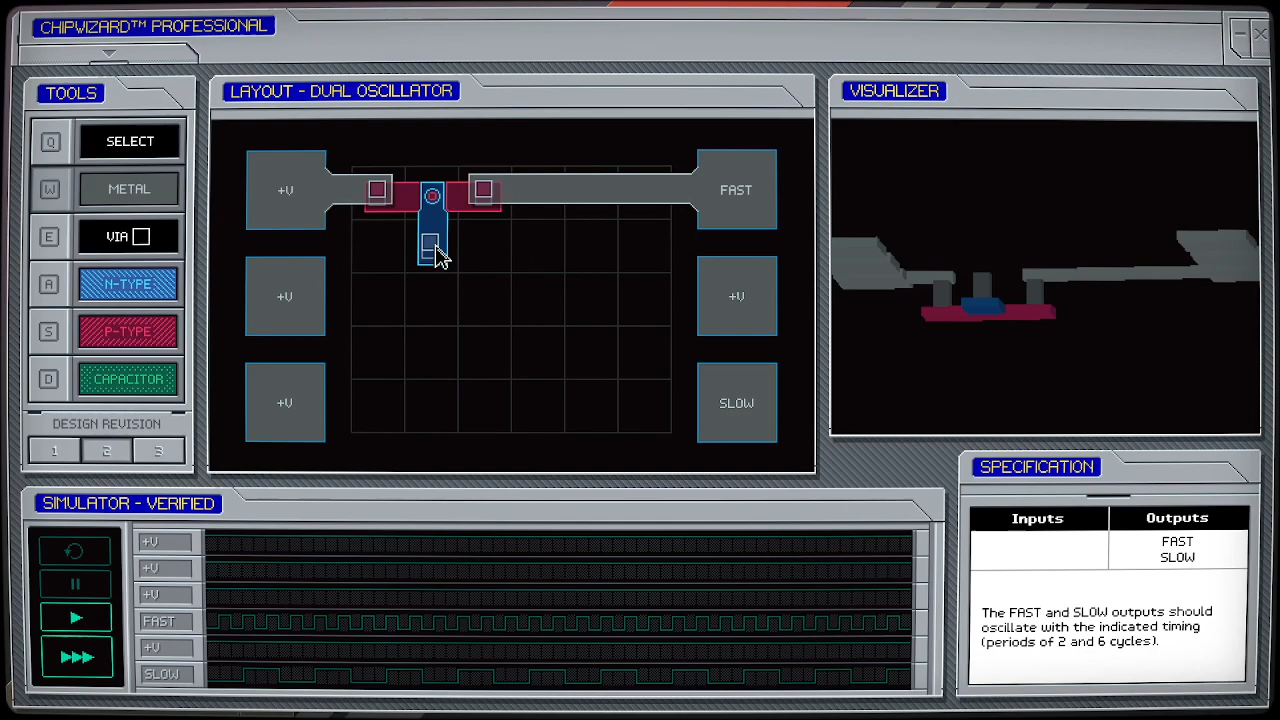 CHIPWIZARD™ PROFESSIONAL
TOOLS
Q
SELECT
W
METAL
E
VIA
A
N-TYPE
S
P-TYPE
D
CAPACITOR
DESIGN REVISION
1
2
3
LAYOUT - DUAL OSCILLATOR
+V
FAST
+V
+V
+V
SLOW
VISUALIZER
SIMULATOR - VERIFIED
+V
+V
+V
FAST
+V
SLOW
SPECIFICATION
Inputs
Outputs
FAST
SLOW
The FAST and SLOW outputs should
oscillate with the indicated timing
(periods of 2 and 6 cycles).